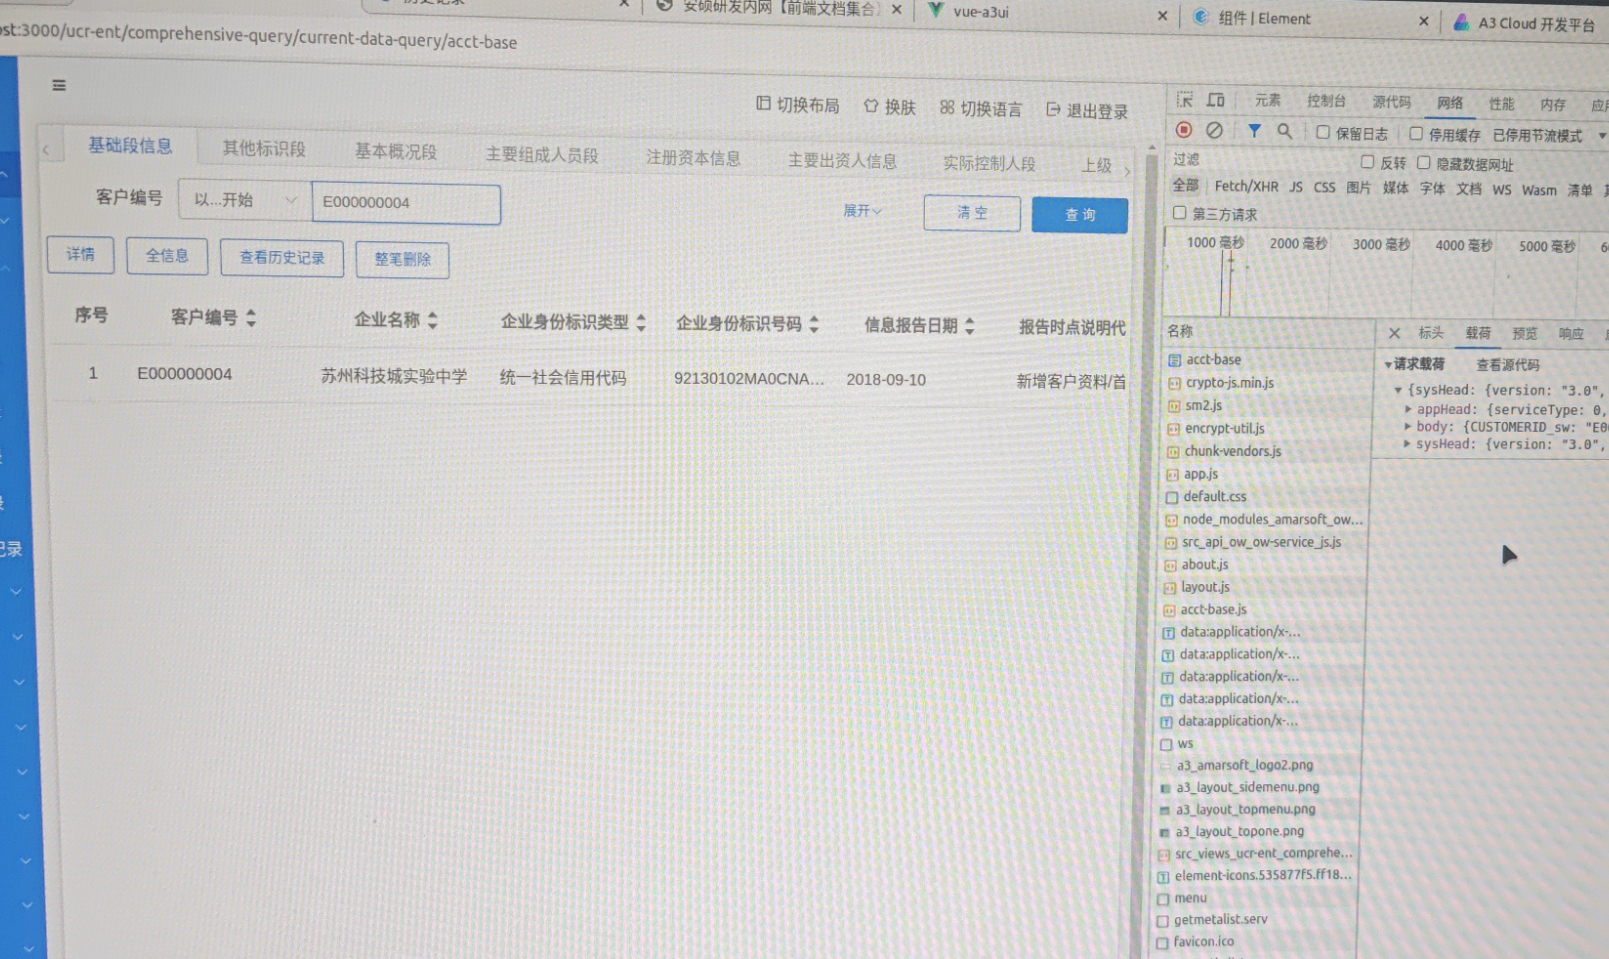 安硕研发内网【前端文档集合】
vue-a3ui
组件 | Element
A3 Cloud 开发平台
ost:3000/ucr-ent/comprehensive-query/current-data-query/acct-base
切换布局 换肤 切换语言 退出登录
基础段信息 其他标识段 基本概况段 主要组成人员段 注册资本信息 主要出资人信息 实际控制人段 上级
客户编号 以...开始 E000000004 展开 清空 查询
详情 全信息 查看历史记录 整笔删除
序号 客户编号 企业名称 企业身份标识类型 企业身份标识号码 信息报告日期 报告时点说明代
1 E000000004 苏州科技城实验中学 统一社会信用代码 92130102MA0CNA... 2018-09-10 新增客户资料/首
元素 控制台 源代码 网络 性能 内存
保留日志 停用缓存 已停用节流模式
过滤 反转 隐藏数据网址
全部 Fetch/XHR JS CSS 图片 媒体 字体 文档 WS Wasm 清单
第三方请求
1000 毫秒 2000 毫秒 3000 毫秒 4000 毫秒 5000 毫秒
名称
acct-base
crypto-js.min.js
sm2.js
encrypt-util.js
chunk-vendors.js
app.js
default.css
node_modules_amarsoft_ow...
src_api_ow_ow-service_js.js
about.js
layout.js
acct-base.js
data:application/x-...
data:application/x-...
data:application/x-...
data:application/x-...
data:application/x-...
ws
a3_amarsoft_logo2.png
a3_layout_sidemenu.png
a3_layout_topmenu.png
a3_layout_topone.png
src_views_ucr-ent_comprehe...
element-icons.535877f5.ff18...
menu
getmetalist.serv
favicon.ico
标头 载荷 预览 响应
请求载荷 查看源代码
{sysHead: {version: "3.0",
appHead: {serviceType: 0,
body: {CUSTOMERID_sw: "E0
sysHead: {version: "3.0",